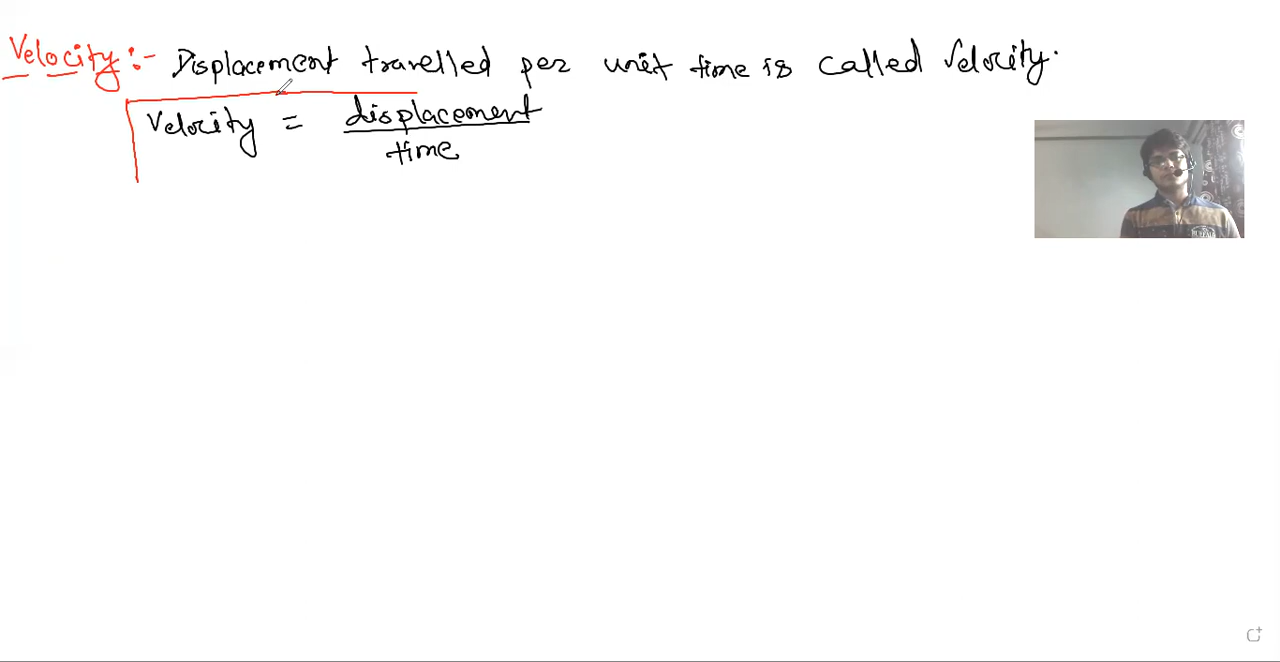 Velocity :- Displacement travelled per unit time is called Velocity.
Velocity = displacement
time